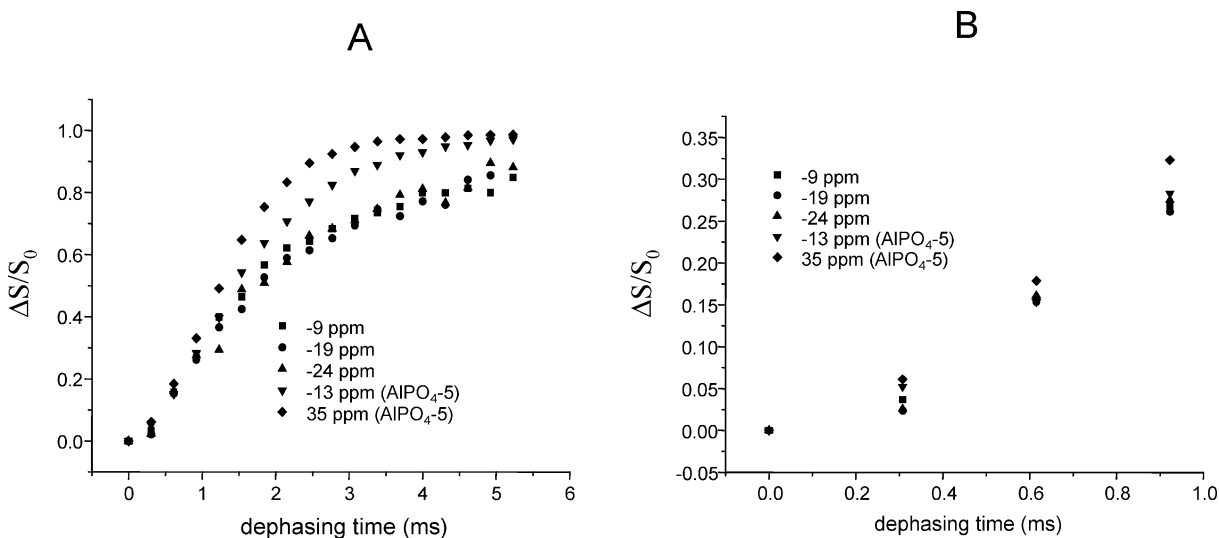 A
B
ΔS/S0
1.0
0.8
0.6
0.4
0.2
0.0
-9 ppm
-19 ppm
-24 ppm
-13 ppm (AlPO4-5)
35 ppm (AlPO4-5)
0 1 2 3 4 5 6
dephasing time (ms)
ΔS/S0
0.35
0.30
0.25
0.20
0.15
0.10
0.05
0.00
-0.05
-9 ppm
-19 ppm
-24 ppm
-13 ppm (AlPO4-5)
35 ppm (AlPO4-5)
0.0 0.2 0.4 0.6 0.8 1.0
dephasing time (ms)